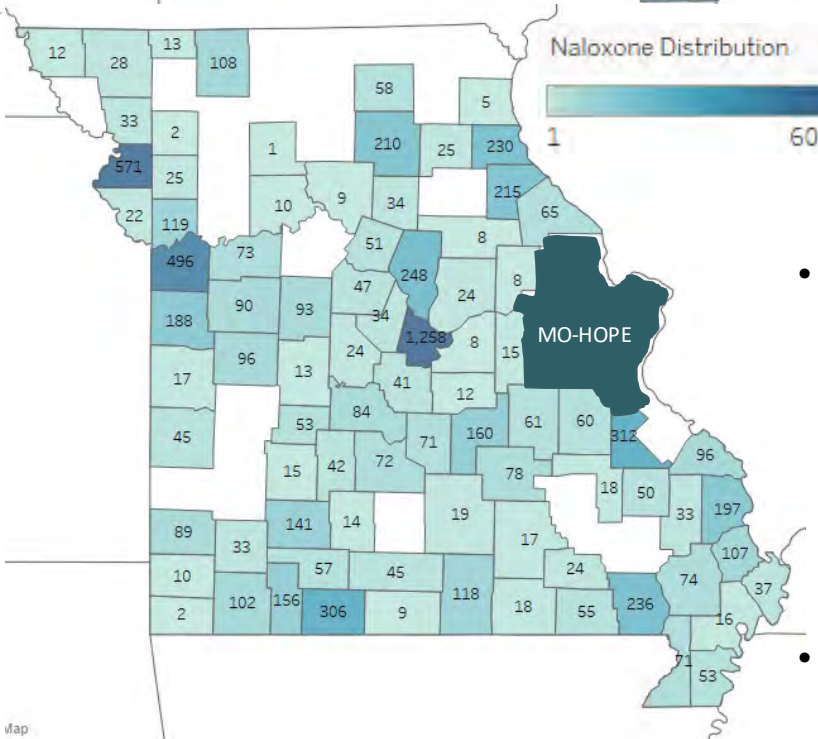 Naloxone Distribution
1 60
12 28 13 108
58 5
33 2
1 210 25 230
571 25
10 9 34 215
22 119 65
51 8
496 73 248 8
47 24
90 93 34
188 1,258 8 MO-HOPE
24 15
96 13
17 41 12
84
45 53 71 160 61 60 312
15 42 72 78 96
18 50
33 197
141 14 19
89 33 17 107
57 45 24 74
10 37
102 156 306 9 118 18 55 236
2 16
71 53
Map